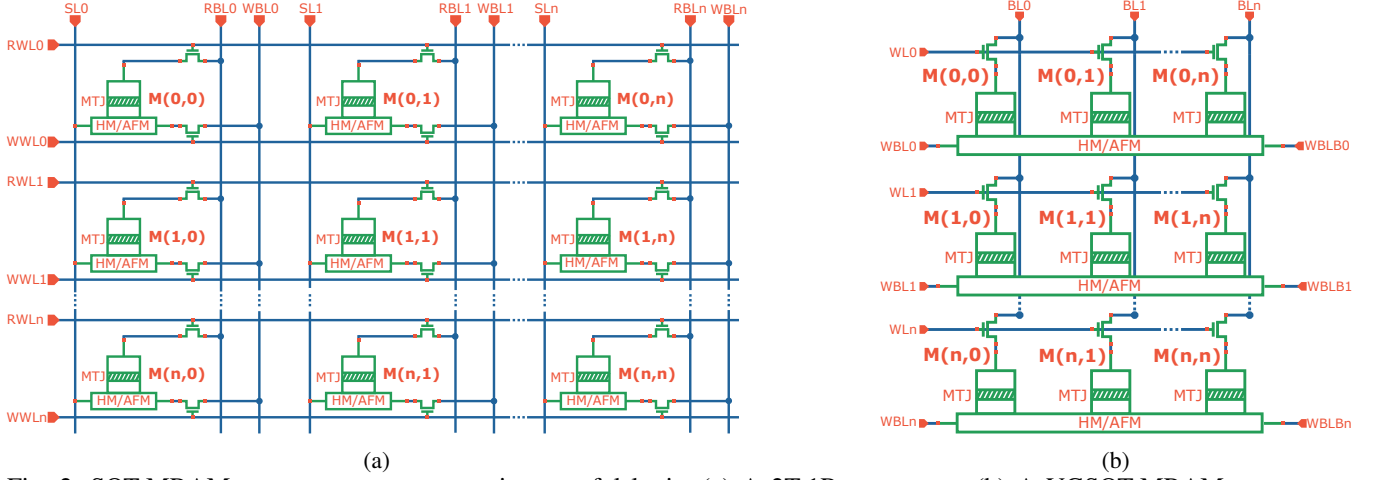 SL0 RBL0 WBL0 SL1 RBL1 WBL1 SLn RBLn WBLn
RWL0
MTJ M(0,0) MTJ M(0,1) MTJ M(0,n)
HM/AFM HM/AFM HM/AFM
WWL0
RWL1
MTJ M(1,0) MTJ M(1,1) MTJ M(1,n)
HM/AFM HM/AFM HM/AFM
WWL1
RWLn
MTJ M(n,0) MTJ M(n,1) MTJ M(n,n)
HM/AFM HM/AFM HM/AFM
WWLn
(a)
BL0 BL1 BLn
WL0
M(0,0) M(0,1) M(0,n)
MTJ MTJ MTJ
WBL0 HM/AFM WBLB0
WL1
M(1,0) M(1,1) M(1,n)
MTJ MTJ MTJ
WBL1 HM/AFM WBLB1
WLn
M(n,0) M(n,1) M(n,n)
MTJ MTJ MTJ
WBLn HM/AFM WBLBn
(b)